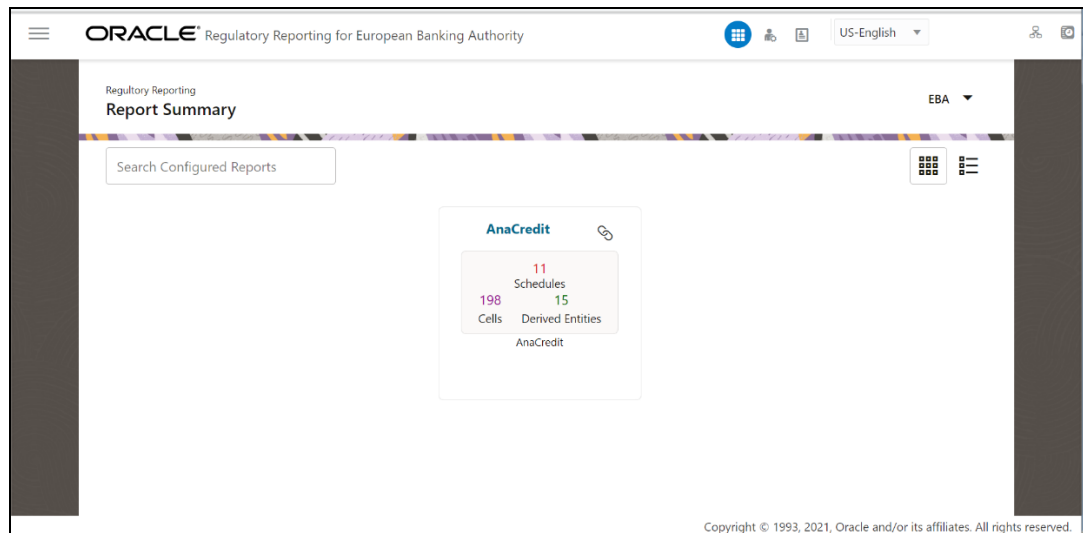 ORACLE® Regulatory Reporting for European Banking Authority
US-English
Regultory Reporting
Report Summary
EBA
Search Configured Reports
AnaCredit
11
Schedules
198 15
Cells Derived Entities
AnaCredit
Copyright © 1993, 2021, Oracle and/or its affiliates. All rights reserved.